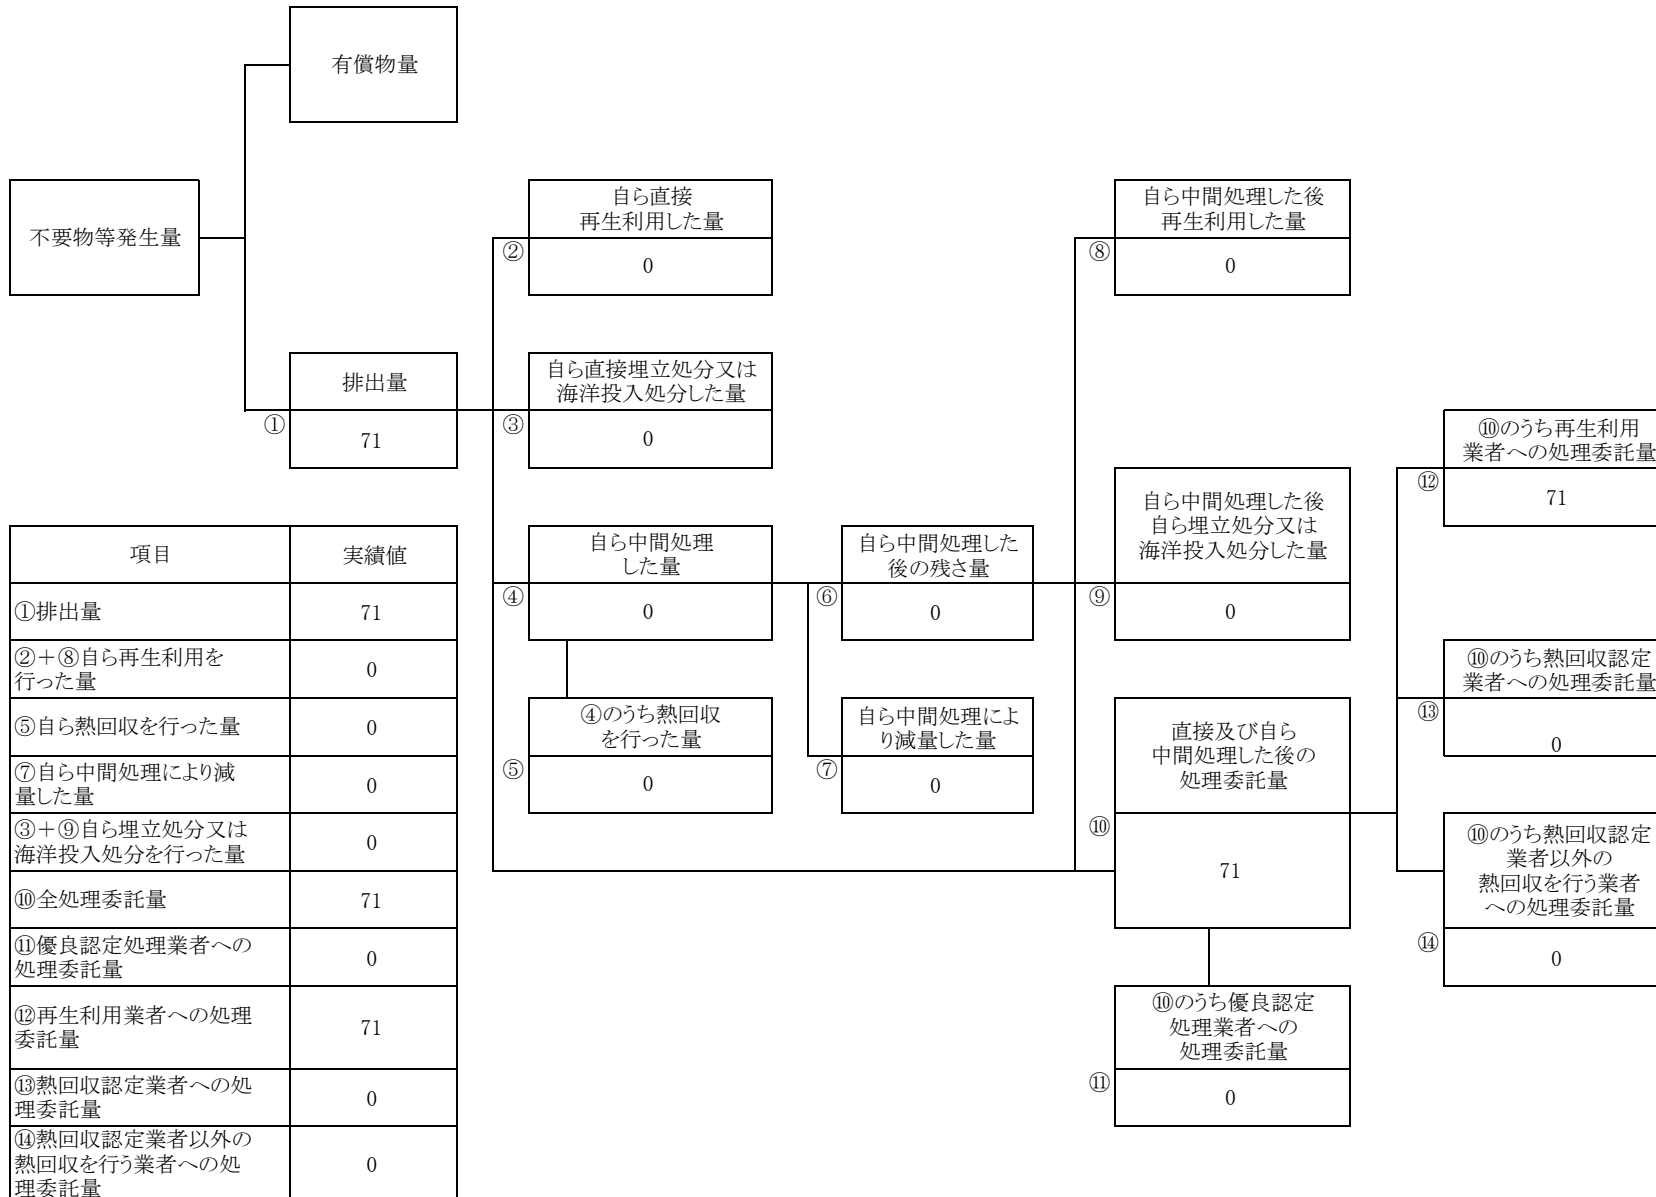 有償物量
不要物等発生量
排出量
①
71
自ら直接
再生利用した量
②
0
自ら直接埋立処分又は
海洋投入処分した量
③
0
自ら中間処理
した量
④
0
④のうち熱回収
を行った量
⑤
0
自ら中間処理した
後の残さ量
⑥
0
自ら中間処理によ
り減量した量
⑦
0
自ら中間処理した後
再生利用した量
⑧
0
自ら中間処理した後
自ら埋立処分又は
海洋投入処分した量
⑨
0
直接及び自ら
中間処理した後の
処理委託量
⑩
71
⑩のうち優良認定
処理業者への
処理委託量
⑪
0
⑩のうち再生利用
業者への処理委託量
⑫
71
⑩のうち熱回収認定
業者への処理委託量
⑬
0
⑩のうち熱回収認定
業者以外の
熱回収を行う業者
への処理委託量
⑭
0
項目 実績値
①排出量 71
②+⑧自ら再生利用を
行った量 0
⑤自ら熱回収を行った量 0
⑦自ら中間処理により減
量した量 0
③+⑨自ら埋立処分又は
海洋投入処分を行った量 0
⑩全処理委託量 71
⑪優良認定処理業者への
処理委託量 0
⑫再生利用業者への処理
委託量 71
⑬熱回収認定業者への処
理委託量 0
⑭熱回収認定業者以外の
熱回収を行う業者への処 0
理委託量